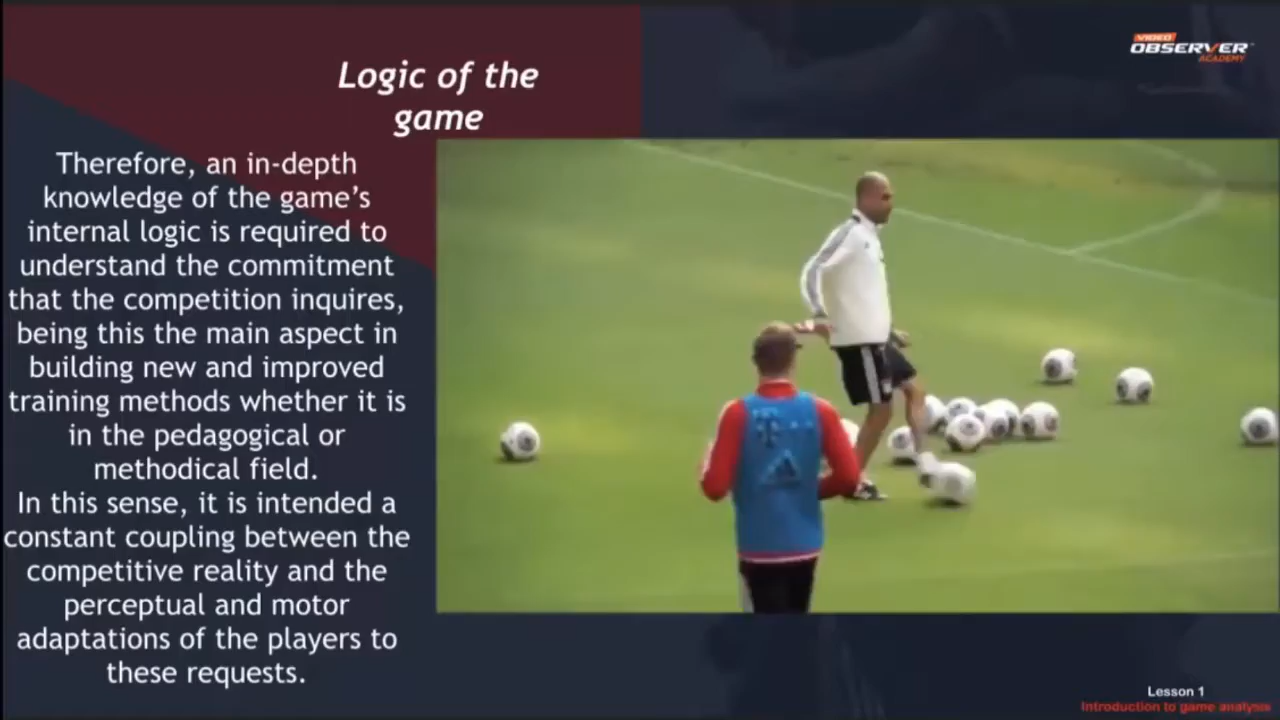 VIDEO
OBSERVER
ACADEMY
Logic of the
game
Therefore, an in-depth
knowledge of the game’s
internal logic is required to
understand the commitment
that the competition inquires,
being this the main aspect in
building new and improved
training methods whether it is
in the pedagogical or
methodical field.
In this sense, it is intended a
constant coupling between the
competitive reality and the
perceptual and motor
adaptations of the players to
these requests.
T
Lesson 1
Introduction to game analysis